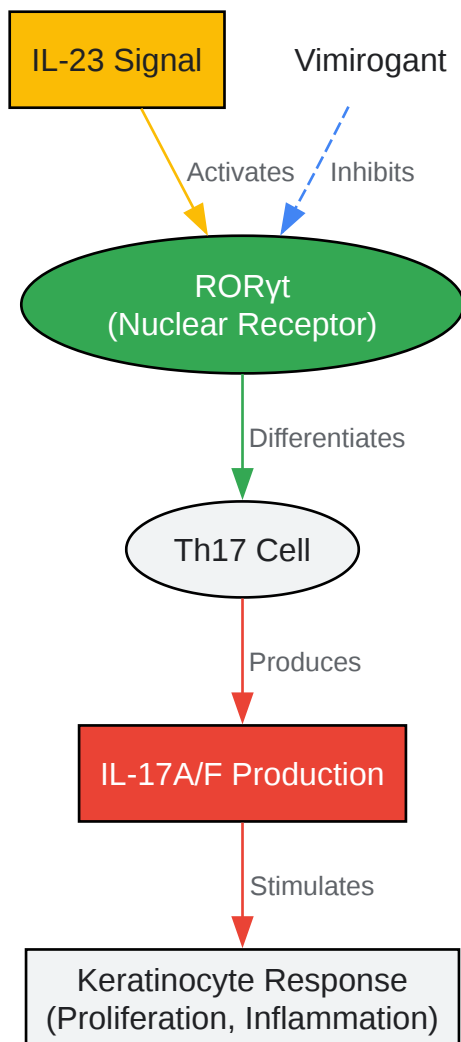 IL-23 Signal
Vimirogant
Activates
Inhibits
RORγt
(Nuclear Receptor)
Differentiates
Th17 Cell
Produces
IL-17A/F Production
Stimulates
Keratinocyte Response
(Proliferation, Inflammation)